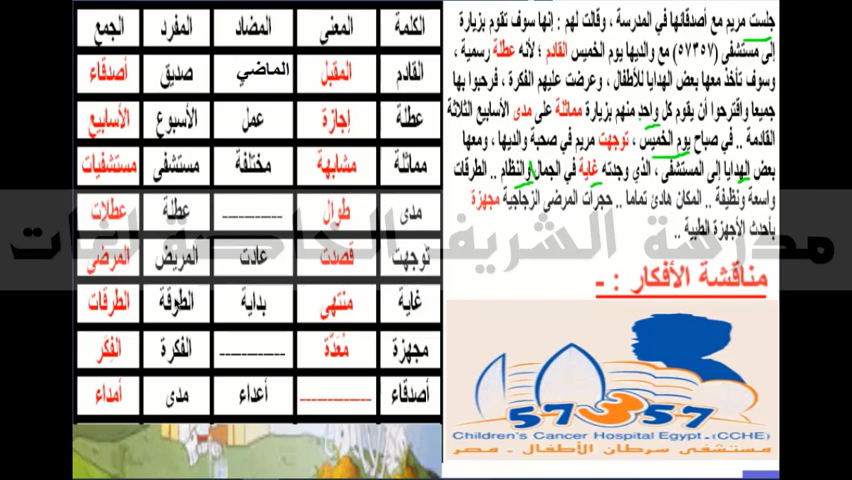 جلست مريم مع أصدقائها في المدرسة ، وقالت لهم : إنها سوف تقوم بزيارة
إلى مستشفى (٥٧٣٥٧) مع والديها يوم الخميس القادم ؛ لأنه عطلة رسمية ،
وسوف تأخذ معها بعض الهدايا للأطفال ، وعرضت عليهم الفكرة ، فرحبوا بها
جميعا واقترحوا أن يقوم كل واحد منهم بزيارة مماثلة على مدى الأسابيع الثلاثة
القادمة .. في صباح يوم الخميس ، توجهت مريم في صحبة والديها ، ومعها
بعض الهدايا إلى المستشفى ، الذي وجدته غاية في الجمال والنظام .. الطرقات
واسعة ونظيفة .. المكان هادئ تماما .. حجرات المرضى الزجاجية مجهزة
بأحدث الأجهزة الطبية ..
مناقشة الأفكار : -
57357
Children's Cancer Hospital Egypt - (CCHE)
مستشفى سرطان الأطفال - مصر
الكلمة المعنى المضاد المفرد الجمع
القادم المقبل الماضي صديق أصدقاء
عطلة إجازة عمل الأسبوع الأسابيع
مماثلة مشابهة مختلفة مستشفى مستشفيات
مدى طوال ---------- عطلة عطلات
توجهت قصدت عادت المريض المرضى
غاية منتهى بداية الطرقة الطرقات
مجهزة مُعَدَّة ---------- الفكرة الفِكَر
أصدقاء ---------- أعداء مدى أمداء
مدرسة الشريف الخاصة لغات